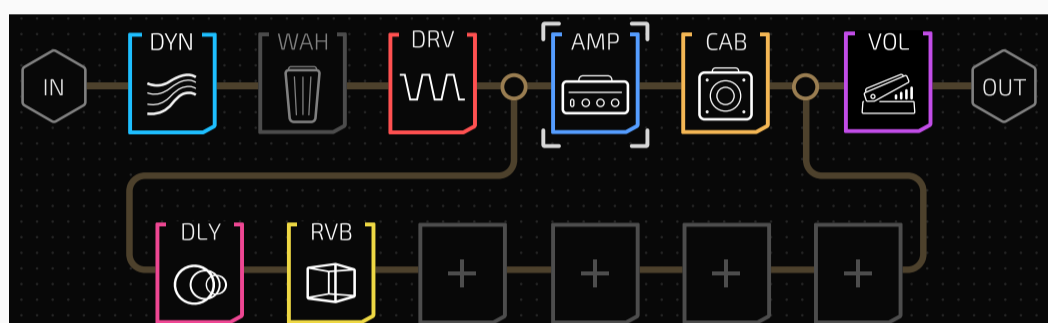 DYN
WAH
DRV
AMP
CAB
VOL
IN
OUT
DLY
RVB